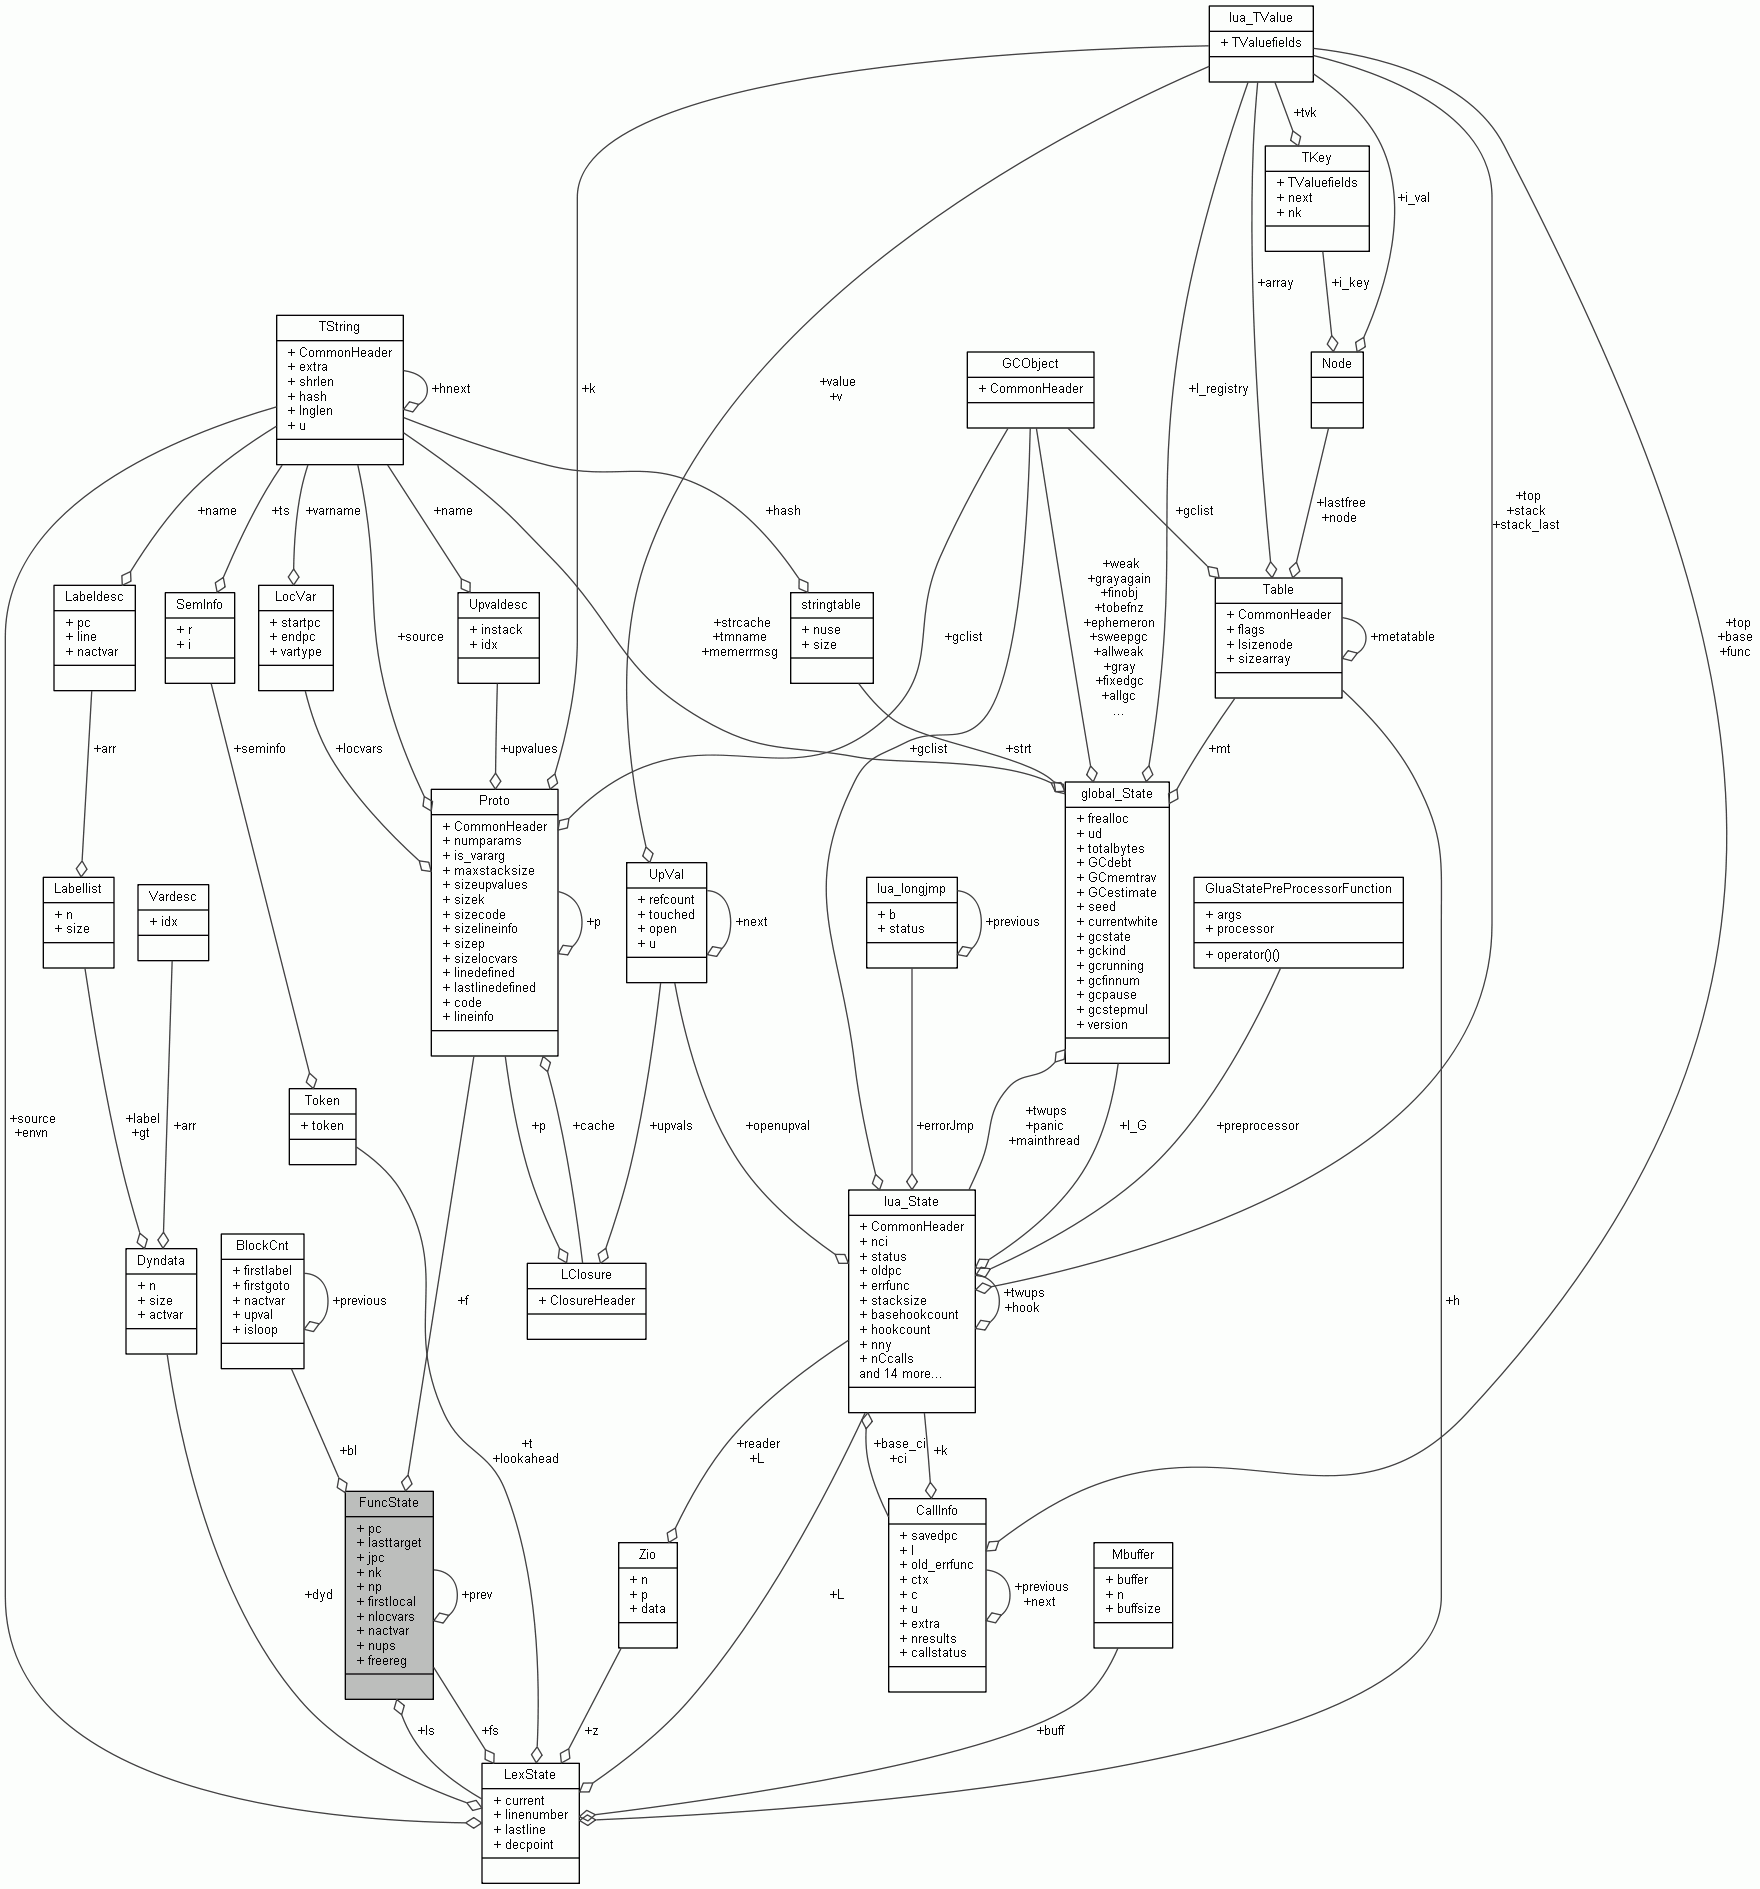 lua_TValue
+ TValuefields
+tvk
TKey
+ TValuefields
+ next
+ nk
+i_val
+array
+i_key
TString
+ CommonHeader
+ extra
+ shrlen
+ hash
+ lnglen
+ u
+hnext
+k
+value
+v
GCObject
+ CommonHeader
+l_registry
Node
+name
+ts
+varname
+name
+hash
+gclist
+lastfree
+node
+top
+stack
+stack_last
Labeldesc
+ pc
+ line
+ nactvar
SemInfo
+ r
+ i
LocVar
+ startpc
+ endpc
+ vartype
+source
Upvaldesc
+ instack
+ idx
+strcache
+tmname
+memerrmsg
stringtable
+ nuse
+ size
+gclist
+weak
+grayagain
+finobj
+tobefnz
+ephemeron
+sweepgc
+allweak
+gray
+fixedgc
+allgc
...
Table
+ CommonHeader
+ flags
+ lsizenode
+ sizearray
+metatable
+top
+base
+func
+arr
+seminfo
+locvars
+upvalues
+gclist
+strt
+mt
Labellist
+ n
+ size
Vardesc
+ idx
Proto
+ CommonHeader
+ numparams
+ is_vararg
+ maxstacksize
+ sizeupvalues
+ sizek
+ sizecode
+ sizelineinfo
+ sizep
+ sizelocvars
+ linedefined
+ lastlinedefined
+ code
+ lineinfo
+p
UpVal
+ refcount
+ touched
+ open
+ u
+next
lua_longjmp
+ b
+ status
+previous
global_State
+ frealloc
+ ud
+ totalbytes
+ GCdebt
+ GCmemtrav
+ GCestimate
+ seed
+ currentwhite
+ gcstate
+ gckind
+ gcrunning
+ gcfinnum
+ gcpause
+ gcstepmul
+ version
GluaStatePreProcessorFunction
+ args
+ processor
+ operator()()
+source
+envn
+label
+gt
+arr
Token
+ token
+p
+cache
+upvals
+openupval
+errorJmp
+twups
+panic
+mainthread
+l_G
+preprocessor
Dyndata
+ n
+ size
+ actvar
BlockCnt
+ firstlabel
+ firstgoto
+ nactvar
+ upval
+ isloop
+previous
+f
LClosure
+ ClosureHeader
lua_State
+ CommonHeader
+ nci
+ status
+ oldpc
+ errfunc
+ stacksize
+ basehookcount
+ hookcount
+ nny
+ nCcalls
and 14 more...
+twups
+hook
+h
+bl
+t
+lookahead
+reader
+L
+base_ci
+ci
+k
FuncState
+ pc
+ lasttarget
+ jpc
+ nk
+ np
+ firstlocal
+ nlocvars
+ nactvar
+ nups
+ freereg
+prev
+dyd
Zio
+ n
+ p
+ data
+L
CallInfo
+ savedpc
+ l
+ old_errfunc
+ ctx
+ c
+ u
+ extra
+ nresults
+ callstatus
+previous
+next
Mbuffer
+ buffer
+ n
+ buffsize
+ls
+fs
+z
+buff
LexState
+ current
+ linenumber
+ lastline
+ decpoint